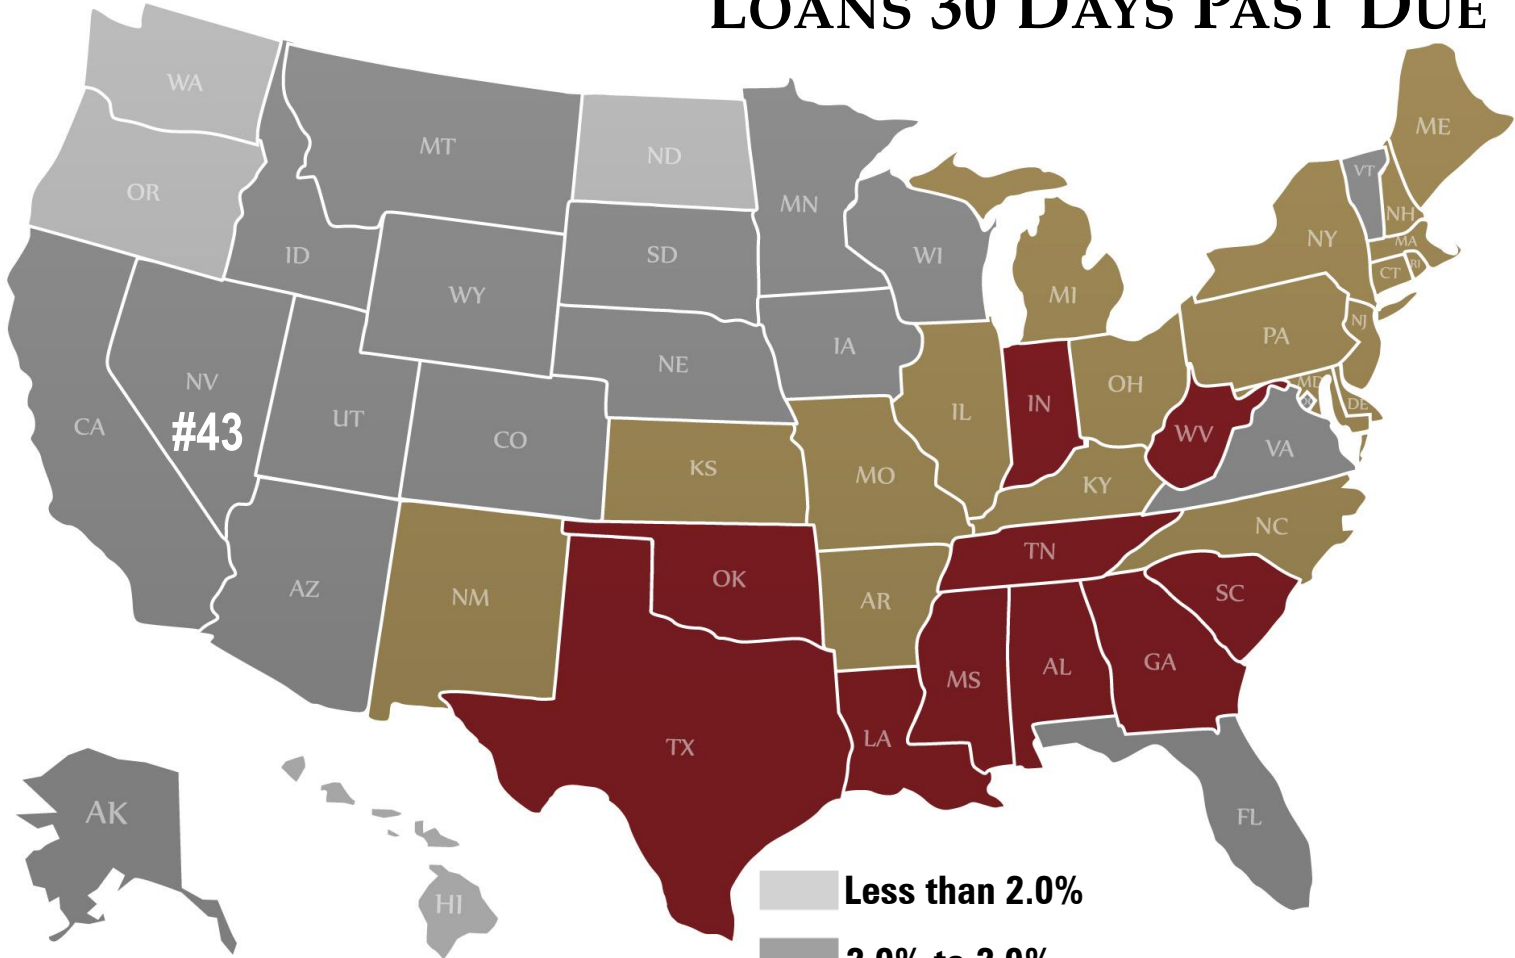 LOANS 30 DAYS PAST DUE
WA
MT
ND
ME
OR
MN
VT
ID
SD
WI
NH
NY
MA
WY
CT
RI
MI
NE
IA
NJ
PA
NV
OH
MD
#43
UT
CO
IL
IN
DE
CA
WV
VA
KS
MO
KY
NC
TN
AZ
NM
OK
AR
SC
MS
AL
GA
TX
LA
AK
FL
HI
Less than 2.0%